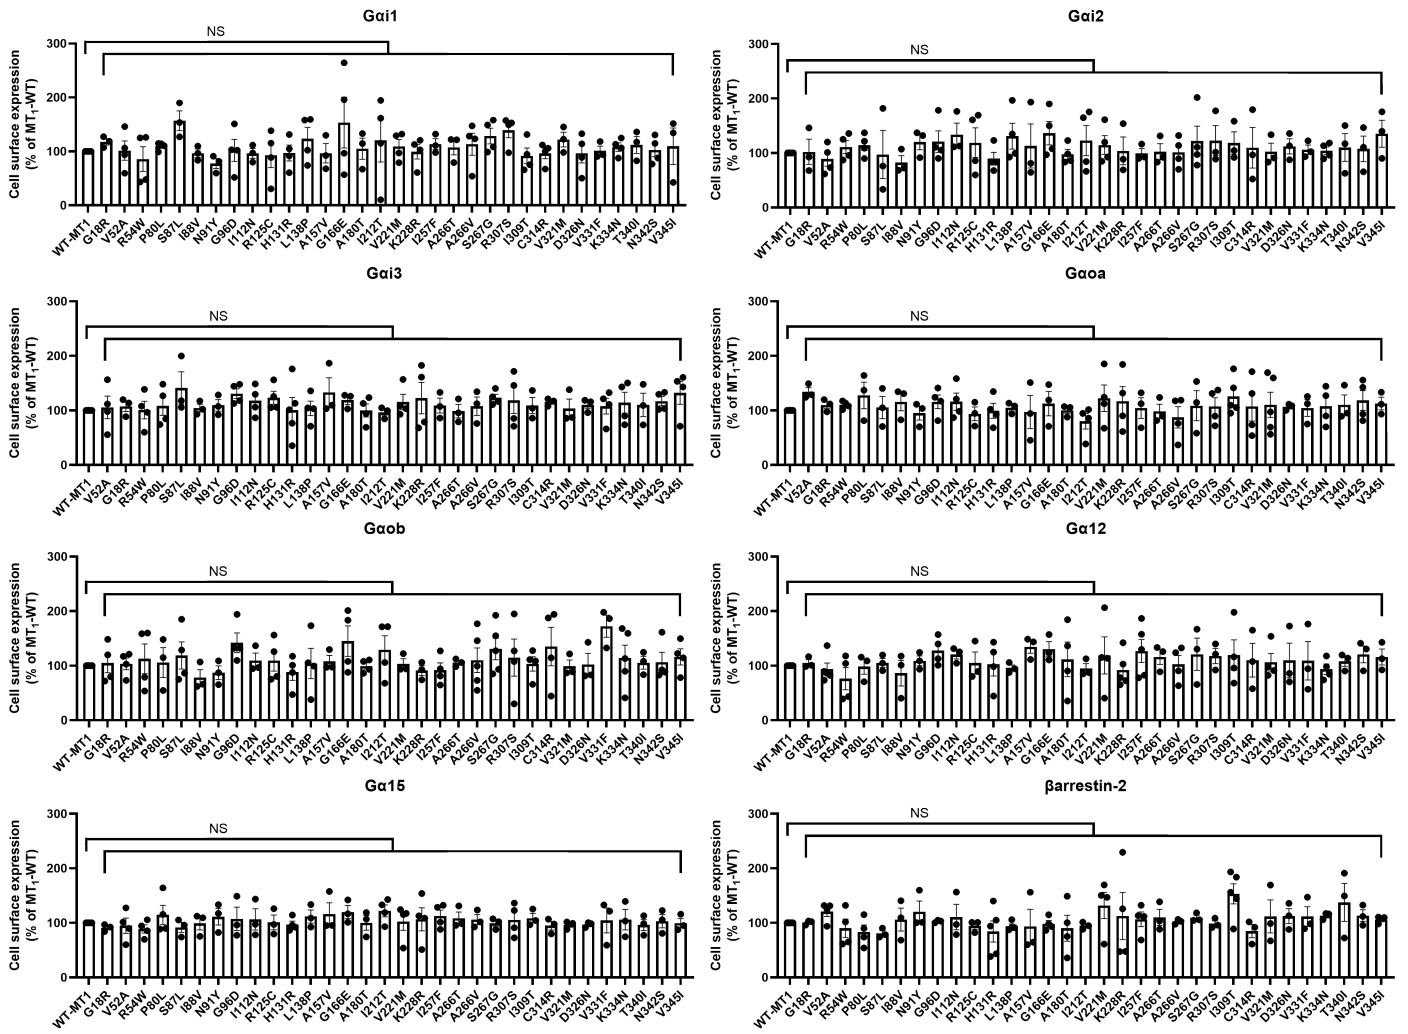 Gαi1
Cell surface expression
(% of MT₁-WT)
300
200
100
0
NS
WT-MT1 G18R V52A R54W P80L S87L I88V N91Y G96D I112N R125C H131R L138P A157V G166E A180T I212T V221M K228R I257F A266T A266V S267G R307S I309T C314R V321M D326N V331F K334N T340I N342S V345I
Gαi2
Cell surface expression
(% of MT₁-WT)
300
200
100
0
NS
WT-MT1 G18R V52A R54W P80L S87L I88V N91Y G96D I112N R125C H131R L138P A157V G166E A180T I212T V221M K228R I257F A266T A266V S267G R307S I309T C314R V321M D326N V331F K334N T340I N342S V345I
Gαi3
Cell surface expression
(% of MT₁-WT)
300
200
100
0
NS
WT-MT1 V52A G18R R54W P80L S87L I88V N91Y G96D I112N R125C H131R L138P A157V G166E A180T I212T V221M K228R I257F A266T A266V S267G R307S I309T C314R V321M D326N V331F K334N T340I N342S V345I
Gαoa
Cell surface expression
(% of MT₁-WT)
300
200
100
0
NS
WT-MT1 V52A G18R R54W P80L S87L I88V N91Y G96D I112N R125C H131R L138P A157V G166E A180T I212T V221M K228R I257F A266T A266V S267G R307S I309T C314R V321M D326N V331F K334N T340I N342S V345I
Gαob
Cell surface expression
(% of MT₁-WT)
300
200
100
0
NS
WT-MT1 G18R V52A R54W P80L S87L I88V N91Y G96D I112N R125C H131R L138P A157V G166E A180T I212T V221M K228R I257F A266T A266V S267G R307S I309T C314R V321M D326N V331F K334N T340I N342S V345I
Gα12
Cell surface expression
(% of MT₁-WT)
300
200
100
0
NS
WT-MT1 G18R V52A R54W P80L S87L I88V N91Y G96D I112N R125C H131R L138P A157V G166E A180T I212T V221M K228R I257F A266T A266V S267G R307S I309T C314R V321M D326N V331F K334N T340I N342S V345I
Gα15
Cell surface expression
(% of MT₁-WT)
300
200
100
0
NS
WT-MT1 G18R V52A R54W P80L S87L I88V N91Y G96D I112N R125C H131R L138P A157V G166E A180T I212T V221M K228R I257F A266T A266V S267G R307S I309T C314R V321M D326N V331F K334N T340I N342S V345I
βarrestin-2
Cell surface expression
(% of MT₁-WT)
300
200
100
0
NS
WT-MT1 G18R V52A R54W P80L S87L I88V N91Y G96D I112N R125C H131R L138P A157V G166E A180T I212T V221M K228R I257F A266T A266V S267G R307S I309T C314R V321M D326N V331F K334N T340I N342S V345I